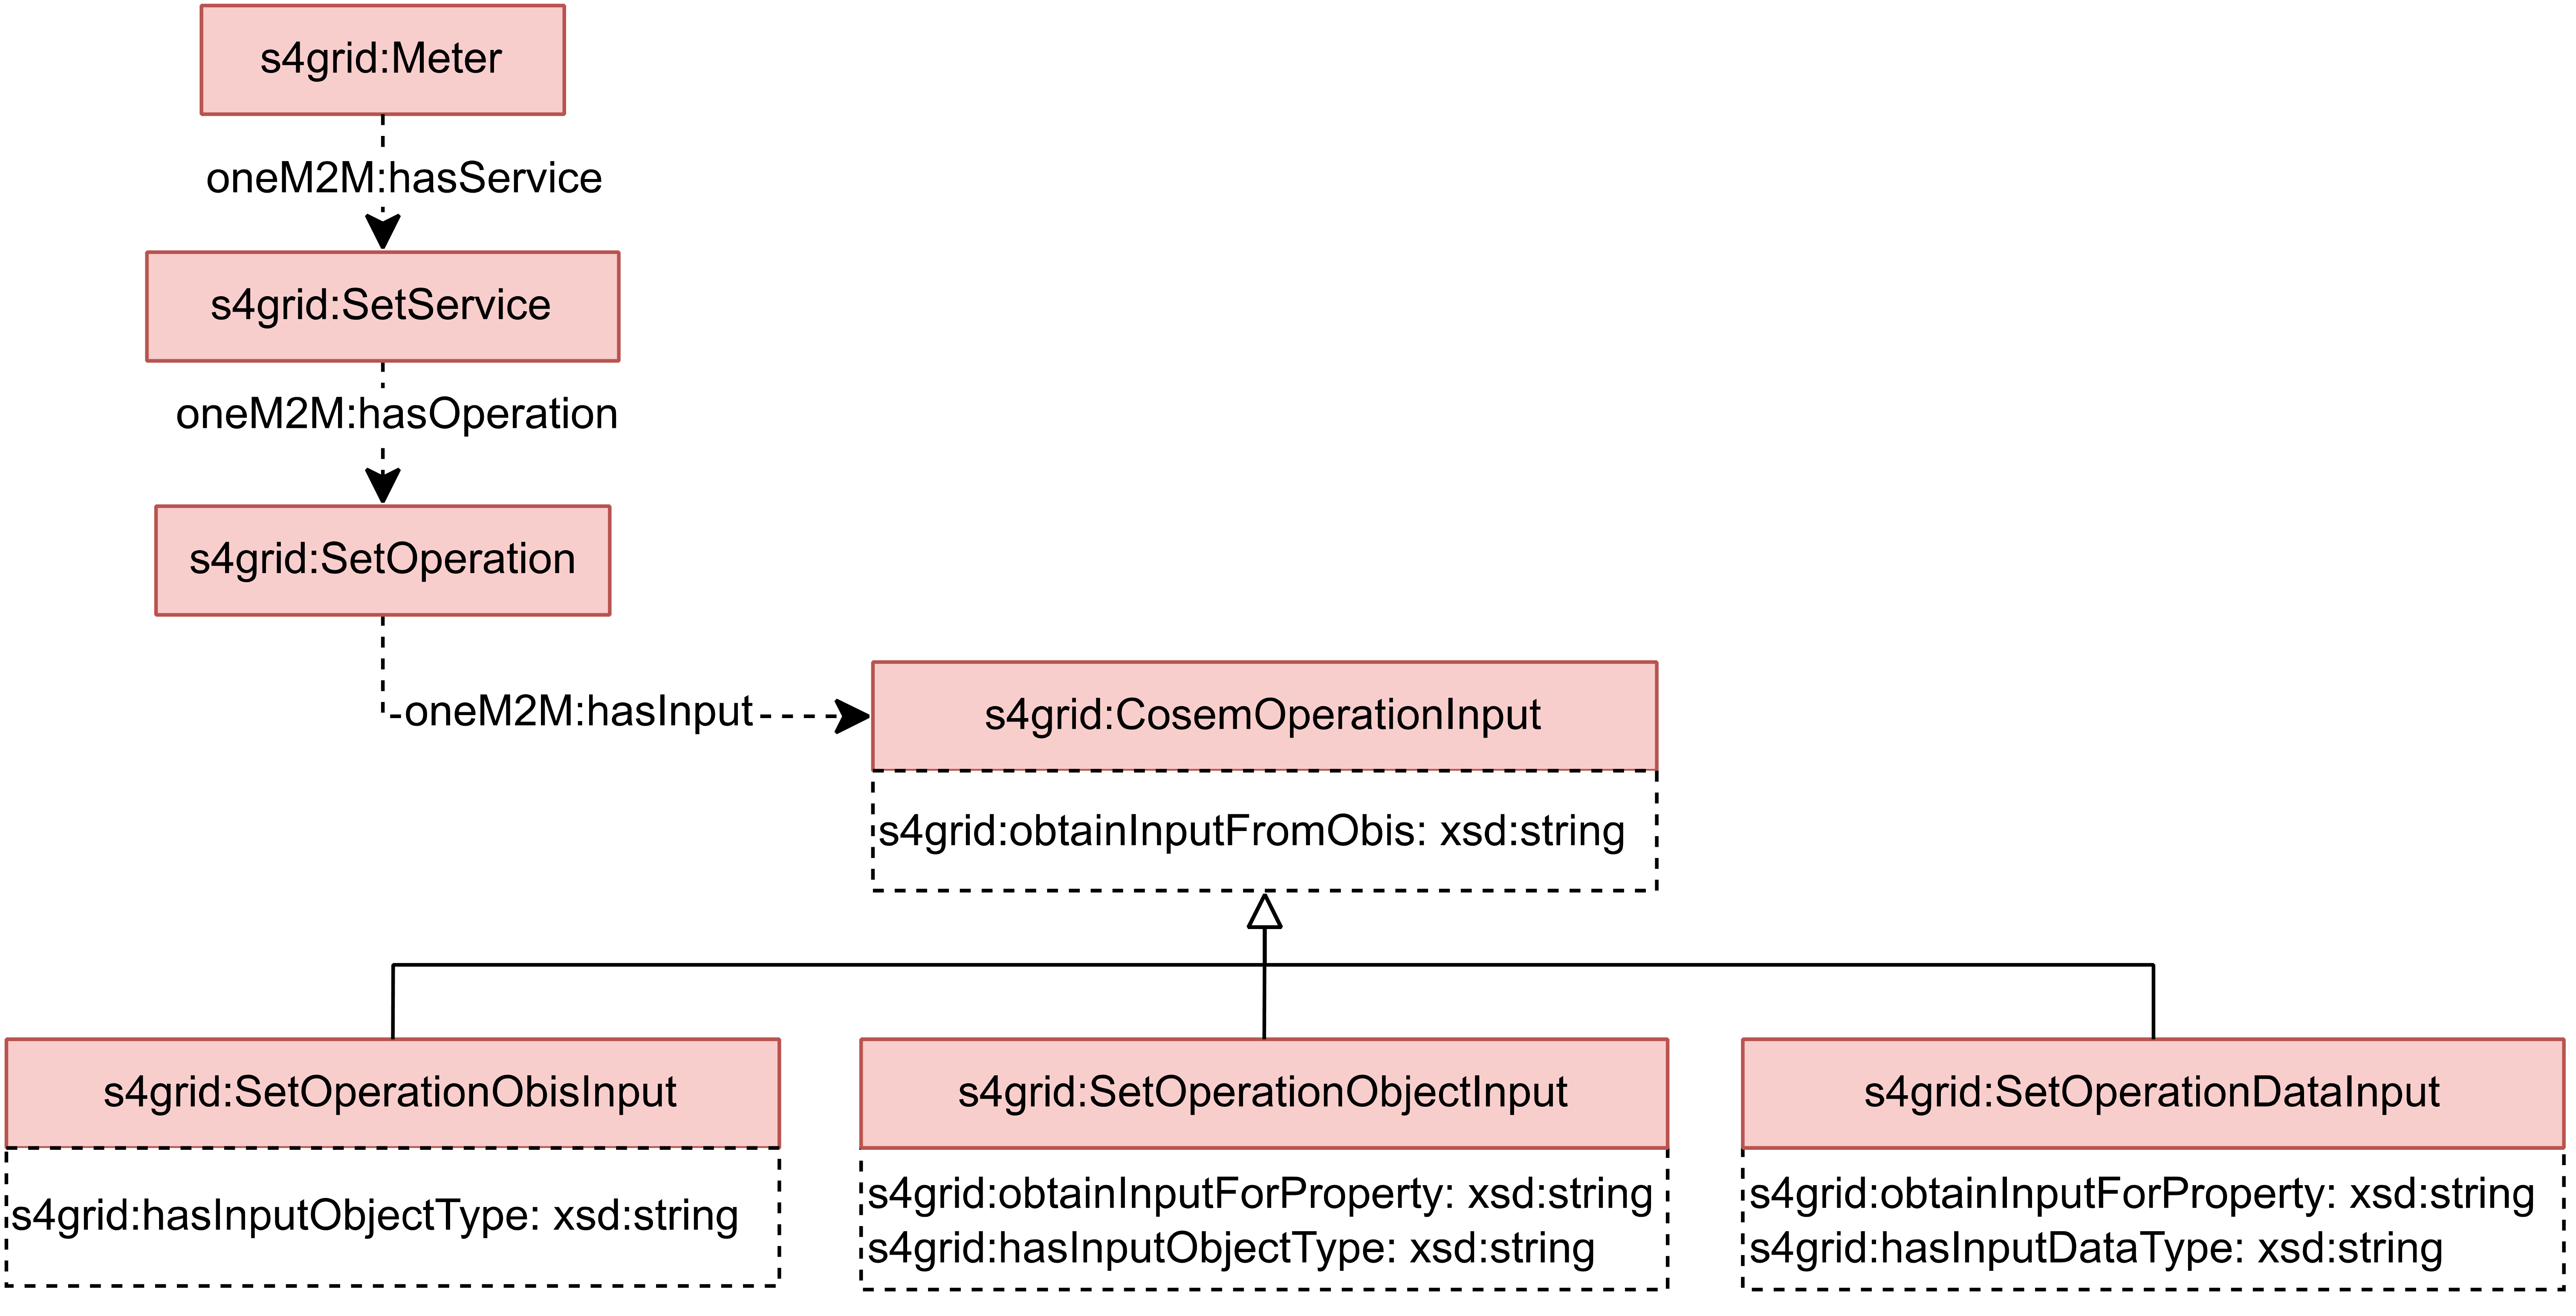 s4grid:Meter
oneM2M:hasService
s4grid:SetService
oneM2M:hasOperation
s4grid:SetOperation
oneM2M:hasInput
s4grid:CosemOperationInput
s4grid:obtainInputFromObis: xsd:string
s4grid:SetOperationObisInput
s4grid:hasInputObjectType: xsd:string
s4grid:SetOperationObjectInput
s4grid:obtainInputForProperty: xsd:string
s4grid:hasInputObjectType: xsd:string
s4grid:SetOperationDataInput
s4grid:obtainInputForProperty: xsd:string
s4grid:hasInputDataType: xsd:string